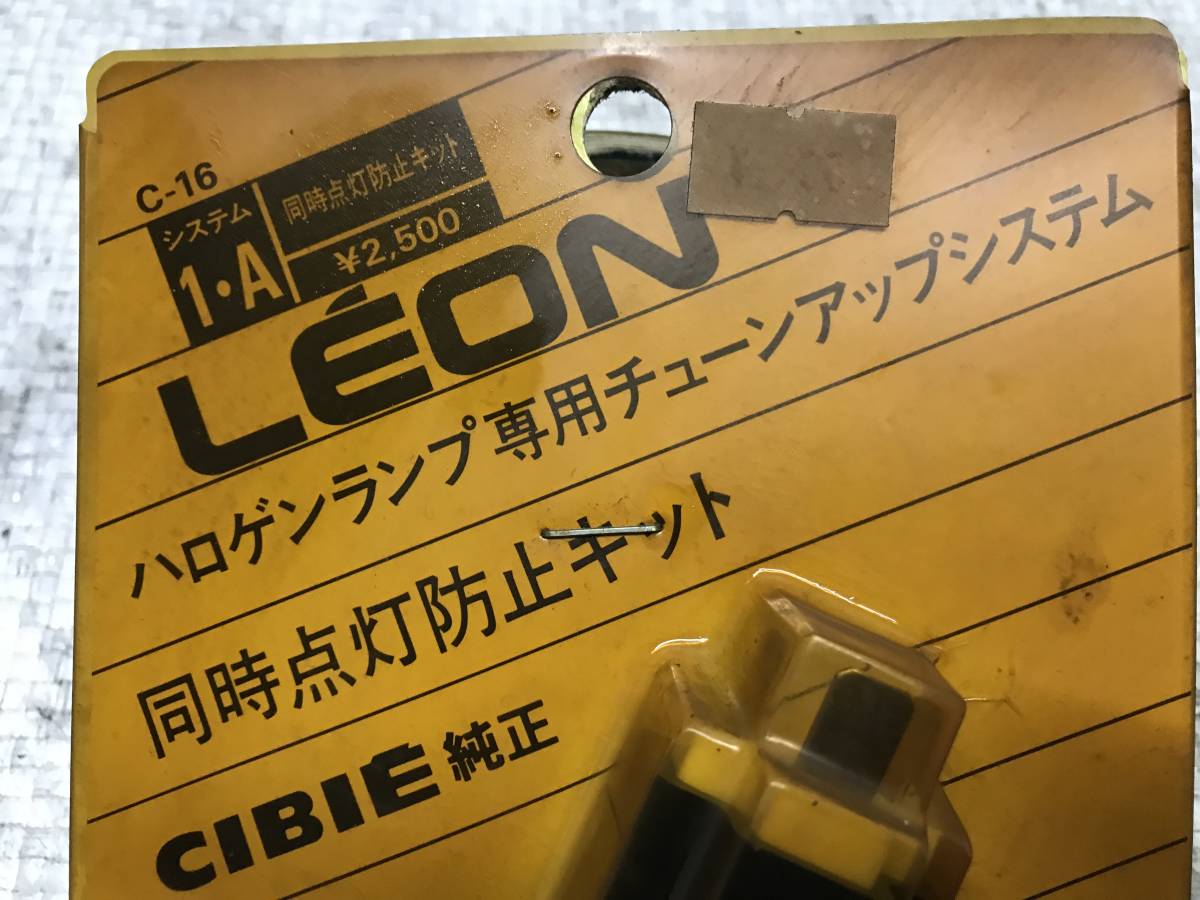 C-16
システム
1・A
同時点灯防止キット
¥2,500
LÉON
ハロゲンランプ専用チューンアップシステム
同時点灯防止キット
CIBIÉ 純正